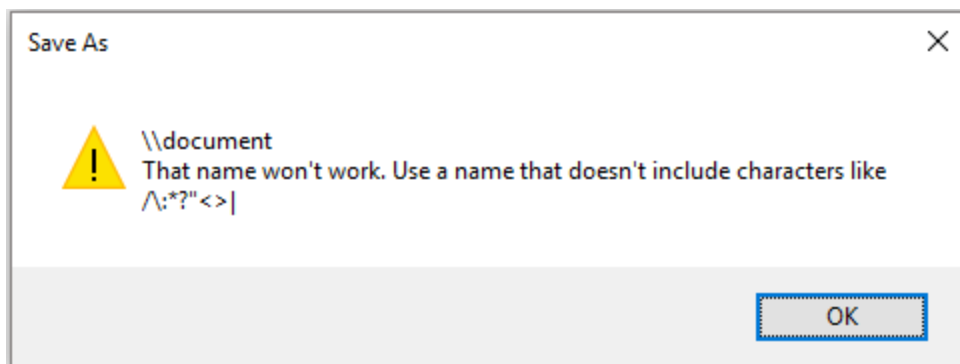 Save As
\\document
That name won't work. Use a name that doesn't include characters like
/\:*?"<>|
OK